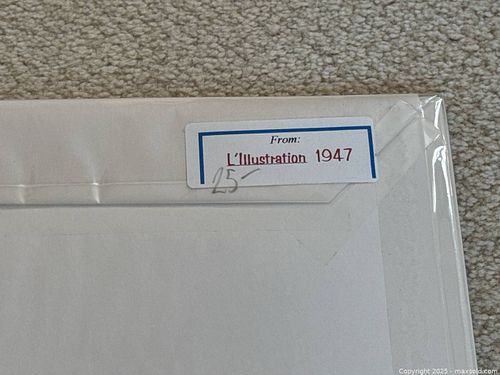 From:
L'Illustration 1947
25-
Copyright 2025 - maxsold.com